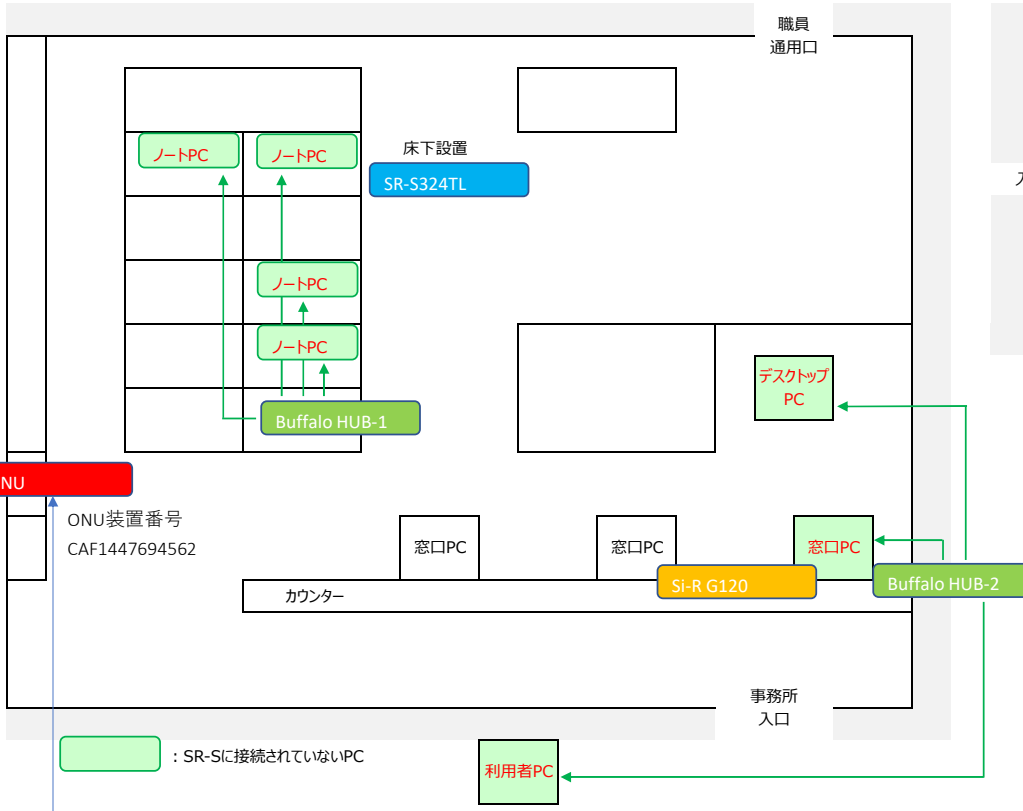 職員
通用口
ノートPC
ノートPC
床下設置
SR-S324TL
ノートPC
ノートPC
デスクトップ
PC
Buffalo HUB-1
NU
ONU装置番号
CAF1447694562
窓口PC
窓口PC
窓口PC
Si-R G120
Buffalo HUB-2
カウンター
事務所
入口
：SR-Sに接続されていないPC
利用者PC